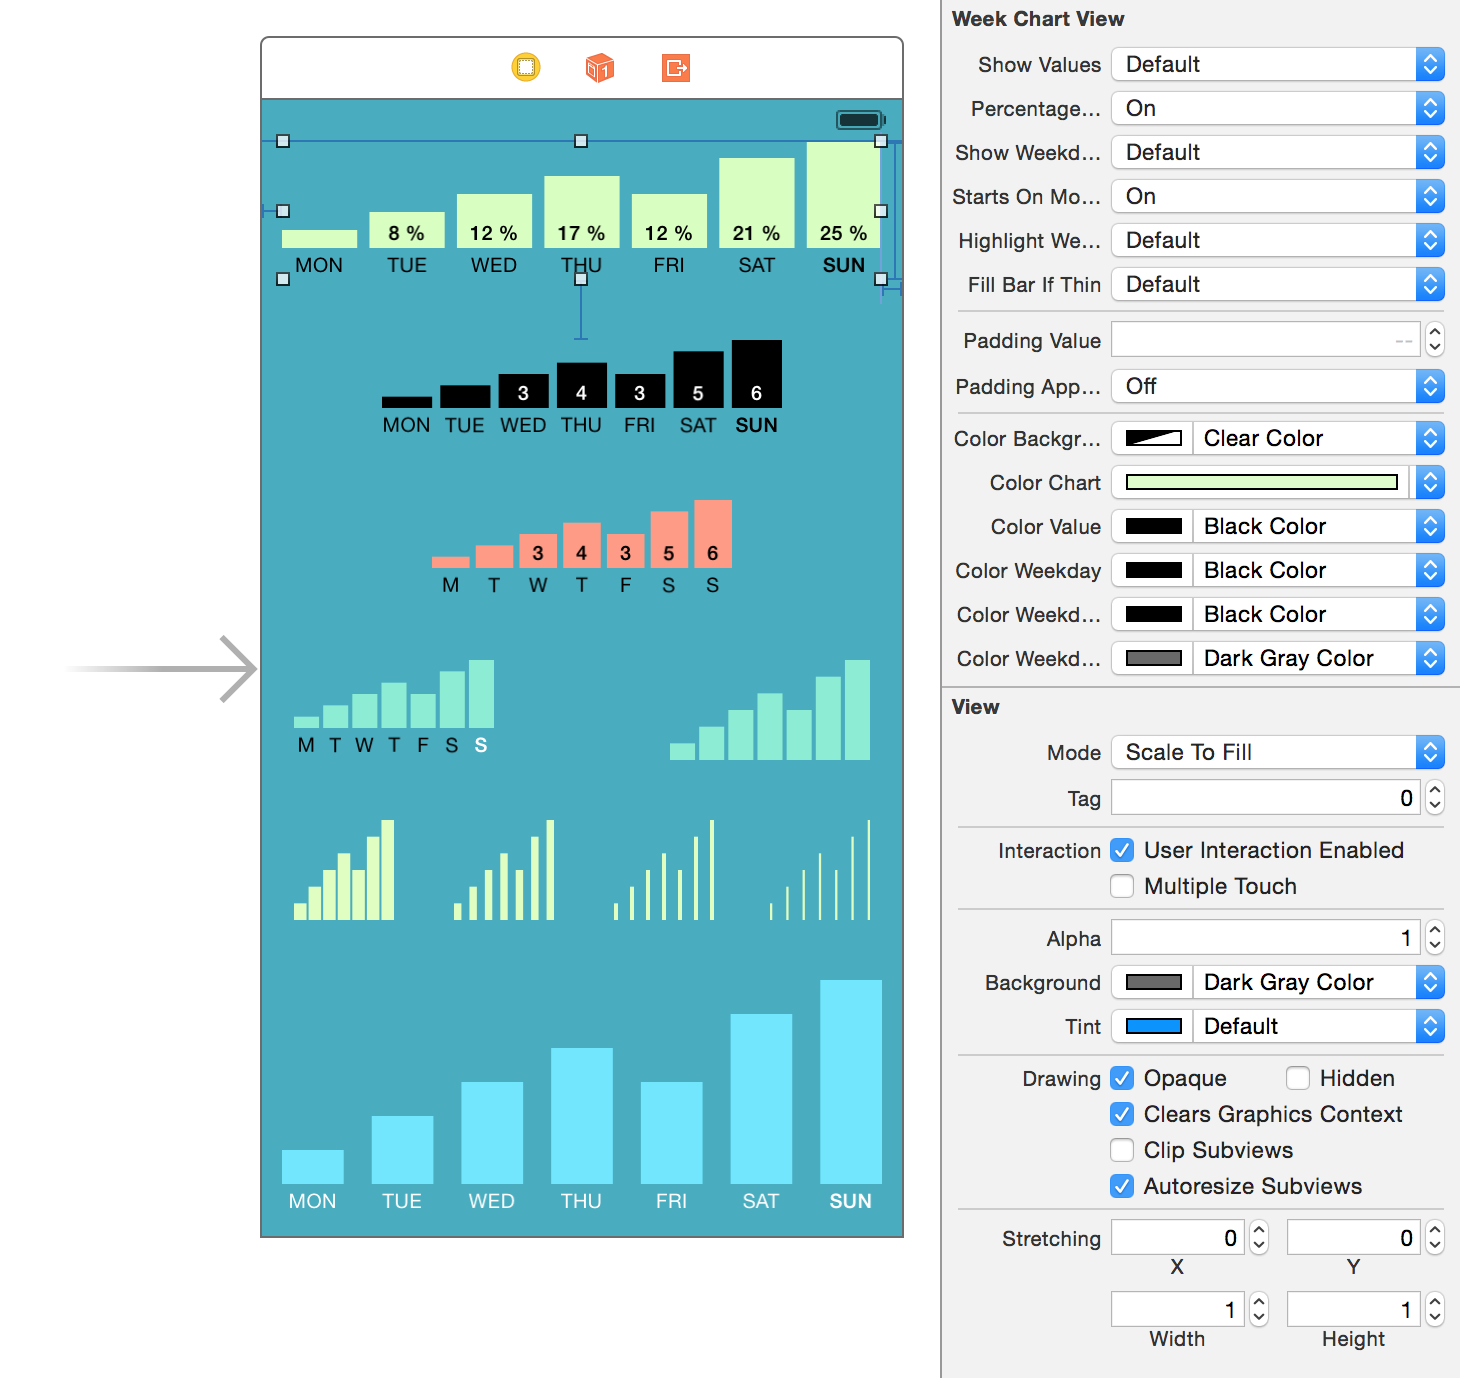 8 % 12 % 17 % 12 % 21 % 25 %
MON TUE WED THU FRI SAT SUN
3 4 3 5 6
MON TUE WED THU FRI SAT SUN
3 4 3 5 6
M T W T F S S
M T W T F S S
MON TUE WED THU FRI SAT SUN
Week Chart View
Show Values Default
Percentage... On
Show Weekd... Default
Starts On Mo... On
Highlight We... Default
Fill Bar If Thin Default
Padding Value --
Padding App... Off
Color Backgr... Clear Color
Color Chart
Color Value Black Color
Color Weekday Black Color
Color Weekd... Black Color
Color Weekd... Dark Gray Color
View
Mode Scale To Fill
Tag 0
Interaction User Interaction Enabled
Multiple Touch
Alpha 1
Background Dark Gray Color
Tint Default
Drawing Opaque Hidden
Clears Graphics Context
Clip Subviews
Autoresize Subviews
Stretching 0 0
X Y
1 1
Width Height